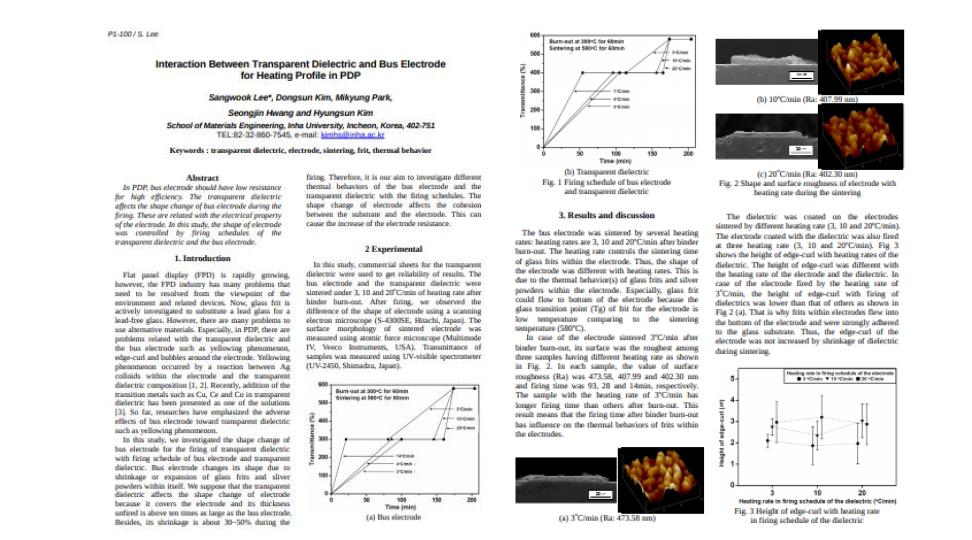 P1-100 / S. Lee
Interaction Between Transparent Dielectric and Bus Electrode
for Heating Profile in PDP
Sangwook Lee*, Dongsun Kim, Mikyung Park,
Seongjin Hwang and Hyungsun Kim
School of Materials Engineering, Inha University, Incheon, Korea, 402-751
TEL:82-32-860-7545, e-mail: kimhs@inha.ac.kr
Keywords : transparent dielectric, electrode, sintering, frit, thermal behavior
Abstract
In PDP, bus electrode should have low resistance
for high efficiency. The transparent dielectric
affects the shape change of bus electrode during the
firing. These are related with the electrical property
of the electrode. In this study, the shape of electrode
was controlled by firing schedules of the
transparent dielectric and the bus electrode.
1. Introduction
Flat panel display (FPD) is rapidly growing,
however, the FPD industry has many problems that
need to be resolved from the viewpoint of the
environment and related devices. Now, glass frit is
actively investigated to substitute a lead glass for a
lead-free glass. However, there are many problems to
use alternative materials. Especially, in PDP, there are
problems related with the transparent dielectric and
the bus electrode such as yellowing phenomenon,
edge-curl and bubbles around the electrode. Yellowing
phenomenon occurred by a reaction between Ag
colloids within the electrode and the transparent
dielectric composition [1, 2]. Recently, addition of the
transition metals such as Cu, Ce and Co in transparent
dielectric has been presented as one of the solutions
[3]. So far, researches have emphasized the adverse
effects of bus electrode toward transparent dielectric
such as yellowing phenomenon.
In this study, we investigated the shape change of
bus electrode for the firing of transparent dielectric
with firing schedule of bus electrode and transparent
dielectric. Bus electrode changes its shape due to
shrinkage or expansion of glass frits and sliver
powders within itself. We suppose that the transparent
dielectric affects the shape change of electrode
because it covers the electrode and its thickness
unfired is above ten times as large as the bus electrode.
Besides, its shrinkage is about 30~50% during the
firing. Therefore, it is our aim to investigate different
thermal behaviors of the bus electrode and the
transparent dielectric with the firing schedules. The
shape change of electrode affects the cohesion
between the substrate and the electrode. This can
cause the increase of the electrode resistance.
2 Experimental
In this study, commercial sheets for the transparent
dielectric were used to get reliability of results. The
bus electrode and the transparent dielectric were
sintered under 3, 10 and 20°C/min of heating rate after
binder burn-out. After firing, we observed the
difference of the shape of electrode using a scanning
electron microscope (S-4300SE, Hitachi, Japan). The
surface morphology of sintered electrode was
measured using atomic force microscope (Multimode
IV, Veeco Instruments, USA). Transmittance of
samples was measured using UV-visible spectrometer
(UV-2450, Shimadzu, Japan).
Burn-out at 300°C for 60min
Sintering at 580°C for 60min
Transmittance (%)
600
500
400
300
200
100
0
3°C/min
10°C/min
20°C/min
0 50 100 150 200
Time (min)
(a) Bus electrode
Burn-out at 300°C for 60min
Sintering at 580°C for 60min
Transmittance (%)
600
500
400
300
200
100
0
3°C/min
10°C/min
20°C/min
0 50 100 150 200
Time (min)
(b) Transparent dielectric
Fig. 1 Firing schedule of bus electrode
and transparent dielectric
3. Results and discussion
The bus electrode was sintered by several heating
rates: heating rates are 3, 10 and 20°C/min after binder
burn-out. The heating rate controls the sintering time
of glass frits within the electrode. Thus, the shape of
the electrode was different with heating rates. This is
due to the thermal behavior(s) of glass frits and silver
powders within the electrode. Especially, glass frit
could flow to bottom of the electrode because the
glass transition point (Tg) of frit for the electrode is
low temperature comparing to the sintering
temperature (580°C).
In case of the electrode sintered 3°C/min after
binder burn-out, its surface was the roughest among
three samples having different heating rate as shown
in Fig. 2. In each sample, the value of surface
roughness (Ra) was 473.58, 407.99 and 402.30 nm
and firing time was 93, 28 and 14min, respectively.
The sample with the heating rate of 3°C/min has
longer firing time than others after burn-out. This
result means that the firing time after binder burn-out
has influence on the thermal behaviors of frits within
the electrodes.
(a) 3°C/min (Ra: 473.58 nm)
(b) 10°C/min (Ra: 407.99 nm)
(c) 20°C/min (Ra: 402.30 nm)
Fig. 2 Shape and surface roughness of electrode with
heating rate during the sintering
The dielectric was coated on the electrodes
sintered by different heating rate (3, 10 and 20°C/min).
The electrode coated with the dielectric was also fired
at three heating rate (3, 10 and 20°C/min). Fig 3
shows the height of edge-curl with heating rates of the
dielectric. The height of edge-curl was different with
the heating rate of the electrode and the dielectric. In
case of the electrode fired by the heating rate of
3°C/min, the height of edge-curl with firing of
dielectrics was lower than that of others as shown in
Fig 2 (a). That is why frits within electrodes flew into
the bottom of the electrode and were strongly adhered
to the glass substrate. Thus, the edge-curl of the
electrode was not increased by shrinkage of dielectric
during sintering.
Heating rate in firing schedule of the electrode
3 °C/min 10 °C/min 20 °C/min
Height of edge-curl
5
4
3
2
1
0
3 10 20
Heating rate in firing schedule of the dielectric (°C/min)
Fig. 3 Height of edge-curl with heating rate
in firing schedule of the dielectric